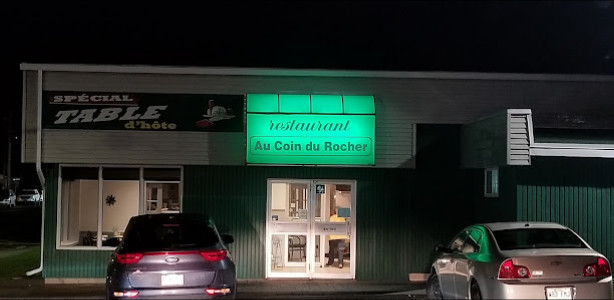 SPÉCIAL
TABLE
d'hôte
restaurant
Au Coin du Rocher